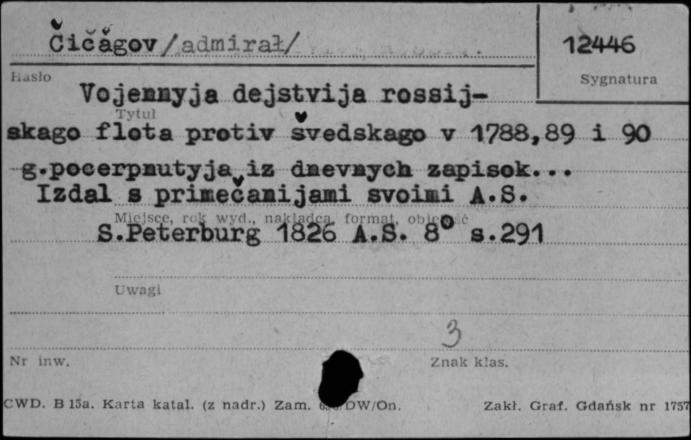 Čičagov/admirał/
12446
Hasło
Sygnatura
Vojennyja dejstvija rossij-
Tytuł
skago flota protiv švedskago v 1788,89 i 90
g.pocerpnutyja iz dnevnych zapisok...
Izdal s primečanijami svoimi A.S.
Miejsce, rok wyd., nakładca, format, objętość
S.Peterburg 1826 A.S. 8° s.291
Uwagi
3
Nr inw.
Znak klas.
CWD. B 15a. Karta katal. (z nadr.) Zam. DW/On.
Zakł. Graf. Gdańsk nr 1757